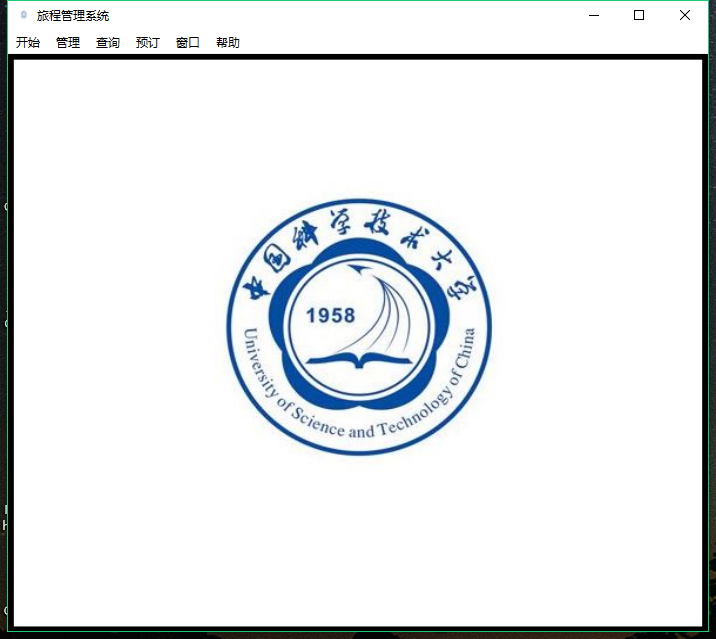 旅程管理系统
开始 管理 查询 预订 窗口 帮助
中国科学技术大学
1958
University of Science and Technology of China